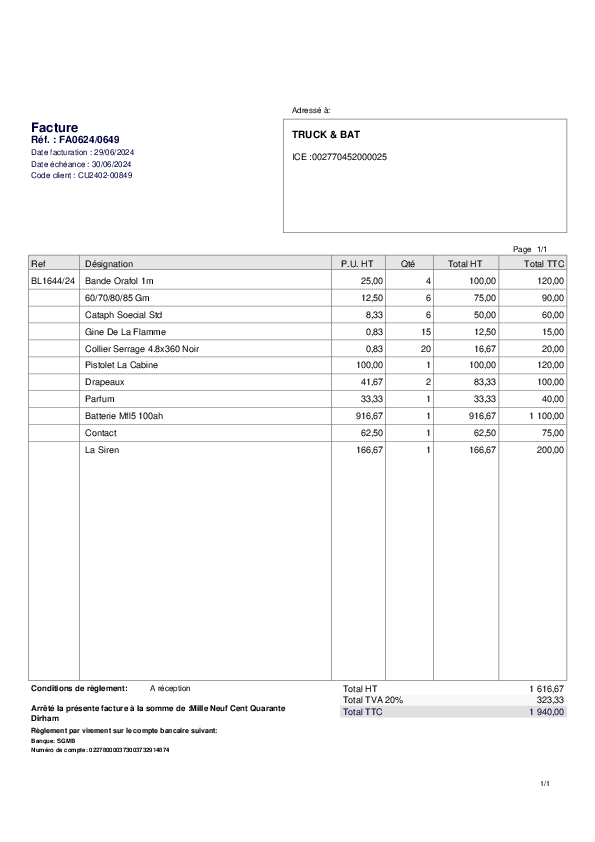 Adressé à:
Facture
Réf. : FA0624/0649
Date facturation : 29/06/2024
Date échéance : 30/06/2024
Code client : CU2402-00849
TRUCK & BAT
ICE :002770452000025
Page 1/1
Ref Désignation P.U. HT Qté Total HT Total TTC
BL1644/24 Bande Orafol 1m 25,00 4 100,00 120,00
60/70/80/85 Gm 12,50 6 75,00 90,00
Cataph Soecial Std 8,33 6 50,00 60,00
Gine De La Flamme 0,83 15 12,50 15,00
Collier Serrage 4.8x360 Noir 0,83 20 16,67 20,00
Pistolet La Cabine 100,00 1 100,00 120,00
Drapeaux 41,67 2 83,33 100,00
Parfum 33,33 1 33,33 40,00
Batterie Mfl5 100ah 916,67 1 916,67 1 100,00
Contact 62,50 1 62,50 75,00
La Siren 166,67 1 166,67 200,00
Conditions de règlement: A réception
Total HT 1 616,67
Total TVA 20% 323,33
Total TTC 1 940,00
Arrêté la présente facture à la somme de :Mille Neuf Cent Quarante
Dirham
Règlement par virement sur le compte bancaire suivant:
Banque: SGMB
Numéro de compte:
1/1